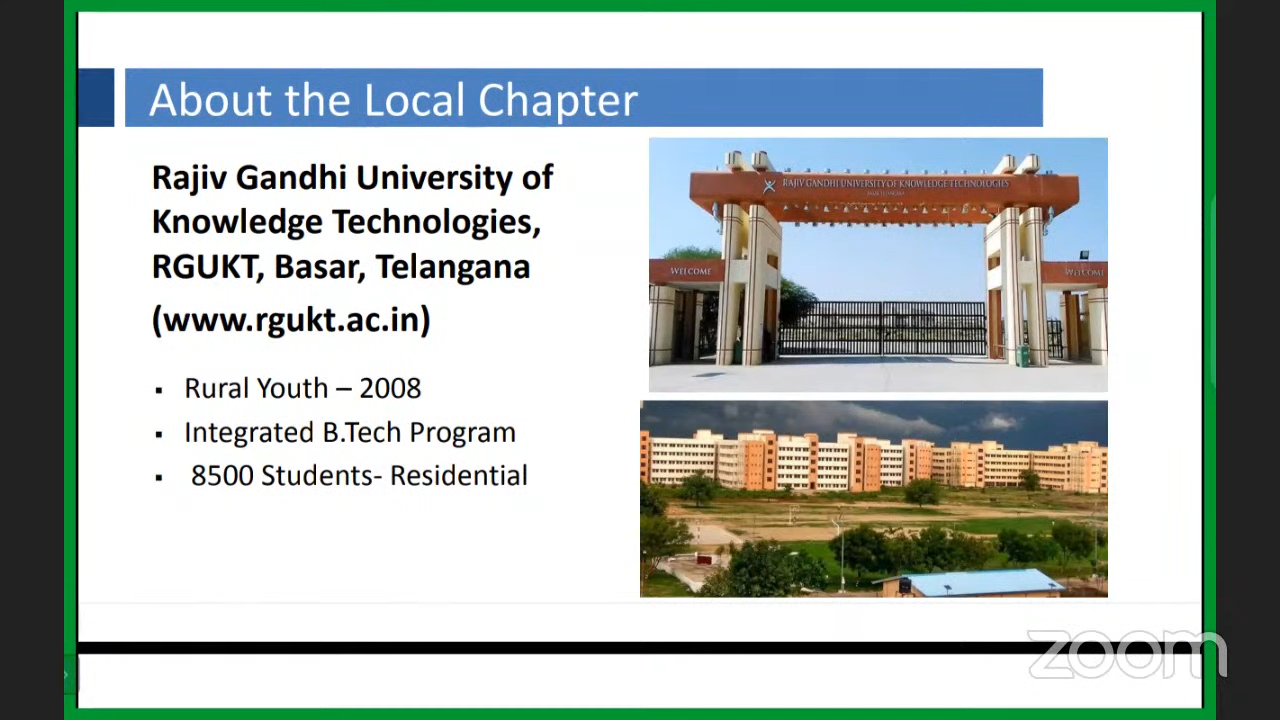 About the Local Chapter
Rajiv Gandhi University of
Knowledge Technologies,
RGUKT, Basar, Telangana
(www.rgukt.ac.in)
▪ Rural Youth – 2008
▪ Integrated B.Tech Program
▪ 8500 Students- Residential
RAJIV GANDHI UNIVERSITY OF KNOWLEDGE TECHNOLOGIES
WELCOME
WELCOME
zoom